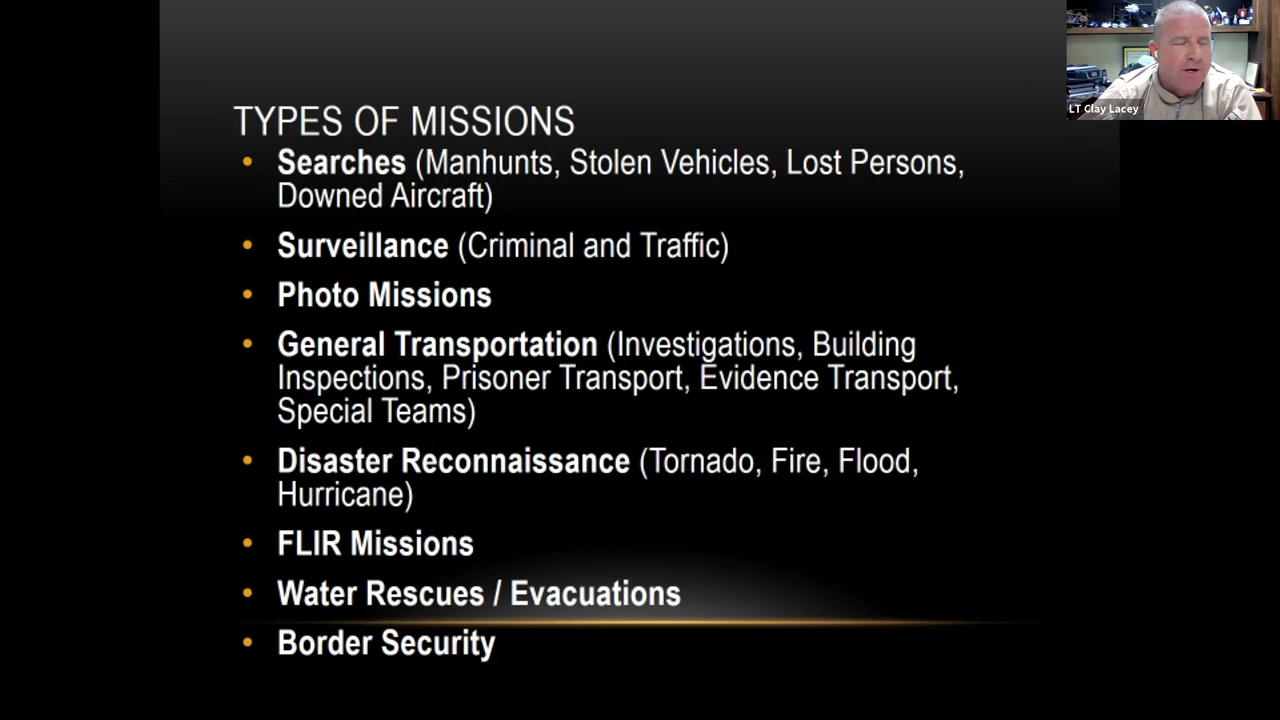 TYPES OF MISSIONS
• Searches (Manhunts, Stolen Vehicles, Lost Persons,
Downed Aircraft)
• Surveillance (Criminal and Traffic)
• Photo Missions
• General Transportation (Investigations, Building
Inspections, Prisoner Transport, Evidence Transport,
Special Teams)
• Disaster Reconnaissance (Tornado, Fire, Flood,
Hurricane)
• FLIR Missions
• Water Rescues / Evacuations
• Border Security
LT Clay Lacey